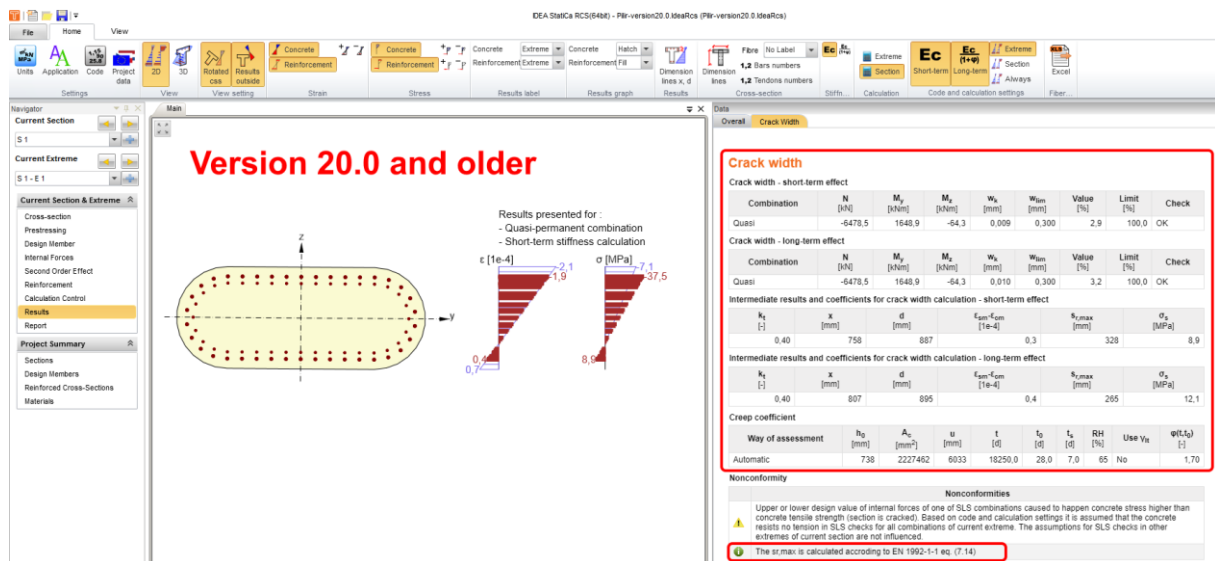 IDEA StatiCa RCS(64bit) - Pilr-version20.0.IdeaRcs (Pilr-version20.0.IdeaRcs)
File Home View
Units Application Code Project data
2D 3D
Rotated css Results outside
Concrete Reinforcement
Concrete Reinforcement
Concrete Extreme
Reinforcement Extreme
Concrete Hatch
Reinforcement Fill
Dimension lines x, d
Dimension lines
Fibre No Label
1,2 Bars numbers
1,2 Tendons numbers
Ec
Extreme
Section
Ec Short-term
Ec (1+φ) Long-term
Extreme
Section
Always
SLS
Excel
Settings View View setting Strain Stress Results label Results graph Results Cross-section Stiffn... Calculation Code and calculation settings Fiber...
Navigator
Current Section
S 1
Current Extreme
S 1 - E 1
Current Section & Extreme
Cross-section
Prestressing
Design Member
Internal Forces
Second Order Effect
Reinforcement
Calculation Control
Results
Report
Project Summary
Sections
Design Members
Reinforced Cross-Sections
Materials
Main
Version 20.0 and older
Results presented for :
- Quasi-permanent combination
- Short-term stiffness calculation
z
y
ε [1e-4]
-2,1
-1,9
0,4
0,7
σ [MPa]
-7,1
-37,5
8,9
Data
Overall Crack Width
Crack width
Crack width - short-term effect
Combination N [kN] My [kNm] Mz [kNm] wk [mm] wlim [mm] Value [%] Limit [%] Check
Quasi -6478,5 1648,9 -64,3 0,009 0,300 2,9 100,0 OK
Crack width - long-term effect
Combination N [kN] My [kNm] Mz [kNm] wk [mm] wlim [mm] Value [%] Limit [%] Check
Quasi -6478,5 1648,9 -64,3 0,010 0,300 3,2 100,0 OK
Intermediate results and coefficients for crack width calculation - short-term effect
kt [-] x [mm] d [mm] εsm-εom [1e-4] sr,max [mm] σs [MPa]
0,40 758 887 0,3 328 8,9
Intermediate results and coefficients for crack width calculation - long-term effect
kt [-] x [mm] d [mm] εsm-εom [1e-4] sr,max [mm] σs [MPa]
0,40 807 895 0,4 265 12,1
Creep coefficient
Way of assessment h0 [mm] Ac [mm²] u [mm] t [d] t0 [d] ts [d] RH [%] Use γlt φ(t,t0) [-]
Automatic 738 2227462 6033 18250,0 28,0 7,0 65 No 1,70
Nonconformity
Nonconformities
Upper or lower design value of internal forces of one of SLS combinations caused to happen concrete stress higher than
concrete tensile strength (section is cracked). Based on code and calculation settings it is assumed that the concrete
resists no tension in SLS checks for all combinations of current extreme. The assumptions for SLS checks in other
extremes of current section are not influenced.
The sr,max is calculated accroding to EN 1992-1-1 eq. (7.14)